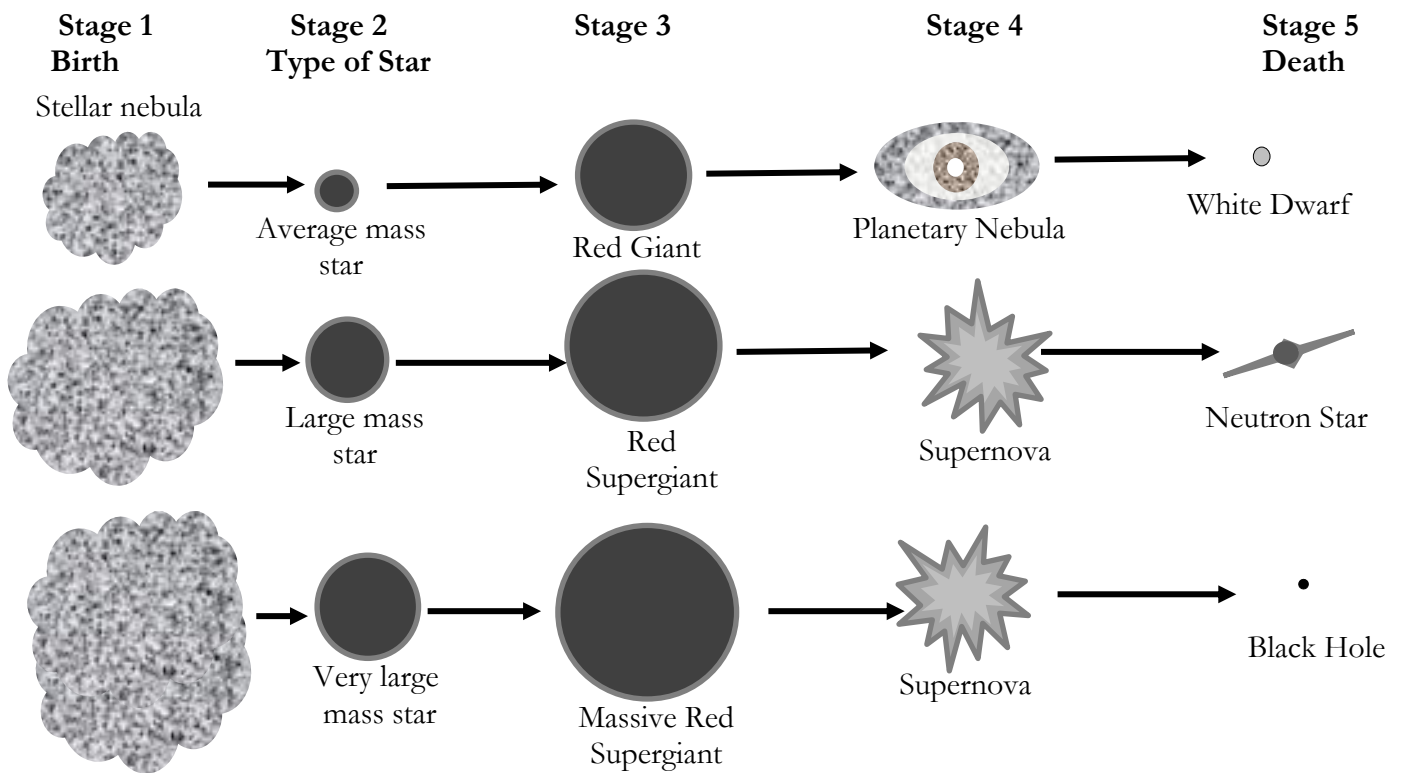 Stage 1
Birth
Stage 2
Type of Star
Stage 3
Stage 4
Stage 5
Death
Stellar nebula
Average mass
star
Red Giant
Planetary Nebula
White Dwarf
Large mass
star
Red
Supergiant
Supernova
Neutron Star
Very large
mass star
Massive Red
Supergiant
Supernova
Black Hole